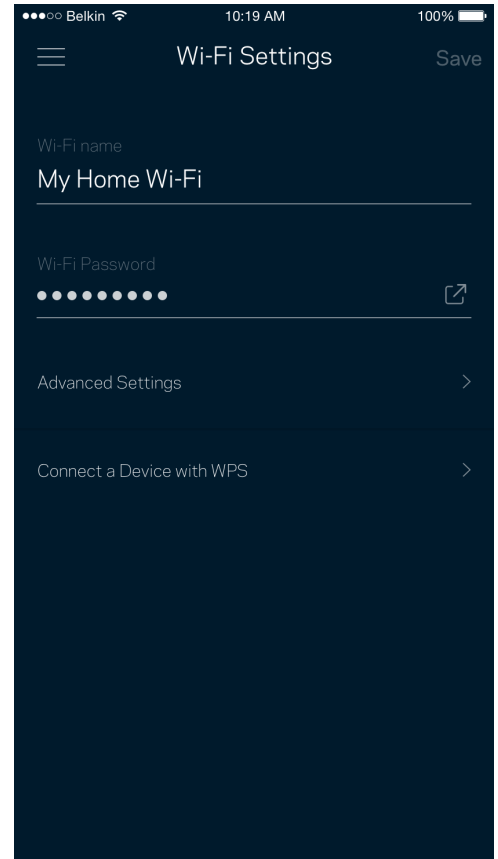 Belkin 10:19 AM 100%
Wi-Fi Settings Save
Wi-Fi name
My Home Wi-Fi
Wi-Fi Password
●●●●●●●●●
Advanced Settings
Connect a Device with WPS